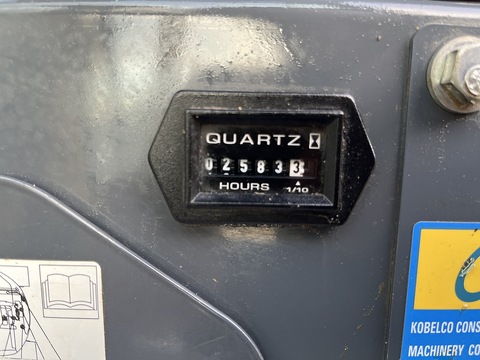 QUARTZ
025833
HOURS 1/10
KOBELCO CONS
MACHINERY CO